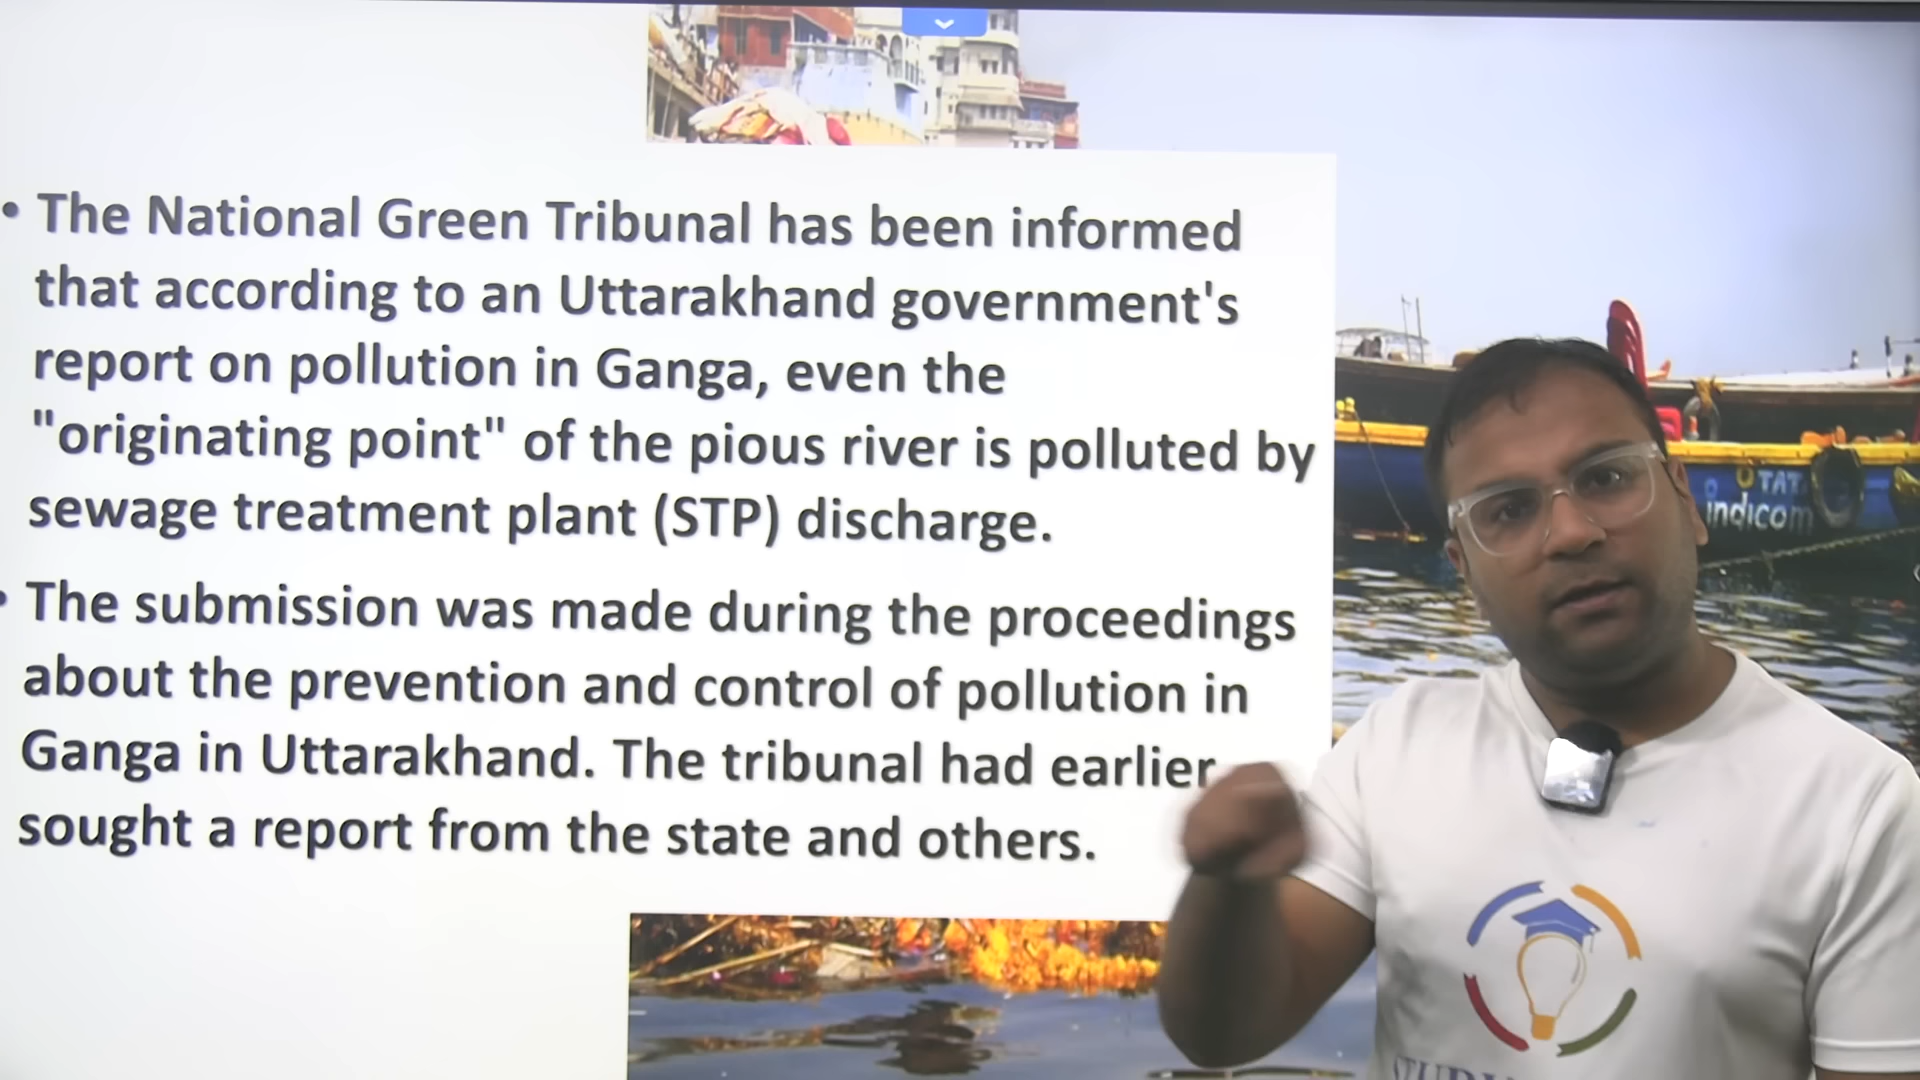 • The National Green Tribunal has been informed
that according to an Uttarakhand government's
report on pollution in Ganga, even the
"originating point" of the pious river is polluted by
sewage treatment plant (STP) discharge.
• The submission was made during the proceedings
about the prevention and control of pollution in
Ganga in Uttarakhand. The tribunal had earlier
sought a report from the state and others.
TATA
indicom